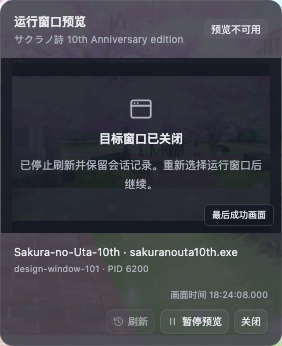 运行窗口预览
サクラノ詩 10th Anniversary edition
预览不可用
目标窗口已关闭
已停止刷新并保留会话记录。重新选择运行窗口后
继续。
最后成功画面
Sakura-no-Uta-10th · sakuranouta10th.exe
design-window-101 · PID 6200
画面时间 18:24:08.000
刷新
暂停预览
关闭